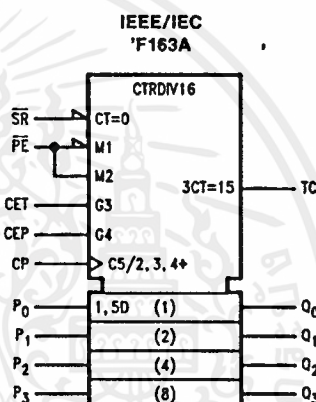 IEEE/IEC
'F163A
CTRDIV16
SR CT=0
PE M1
M2
3CT=15 TC
CET G3
CEP G4
CP C5/2,3,4+
P0 1,5D (1) Q0
P1 (2) Q1
P2 (4) Q2
P3 (8) Q3